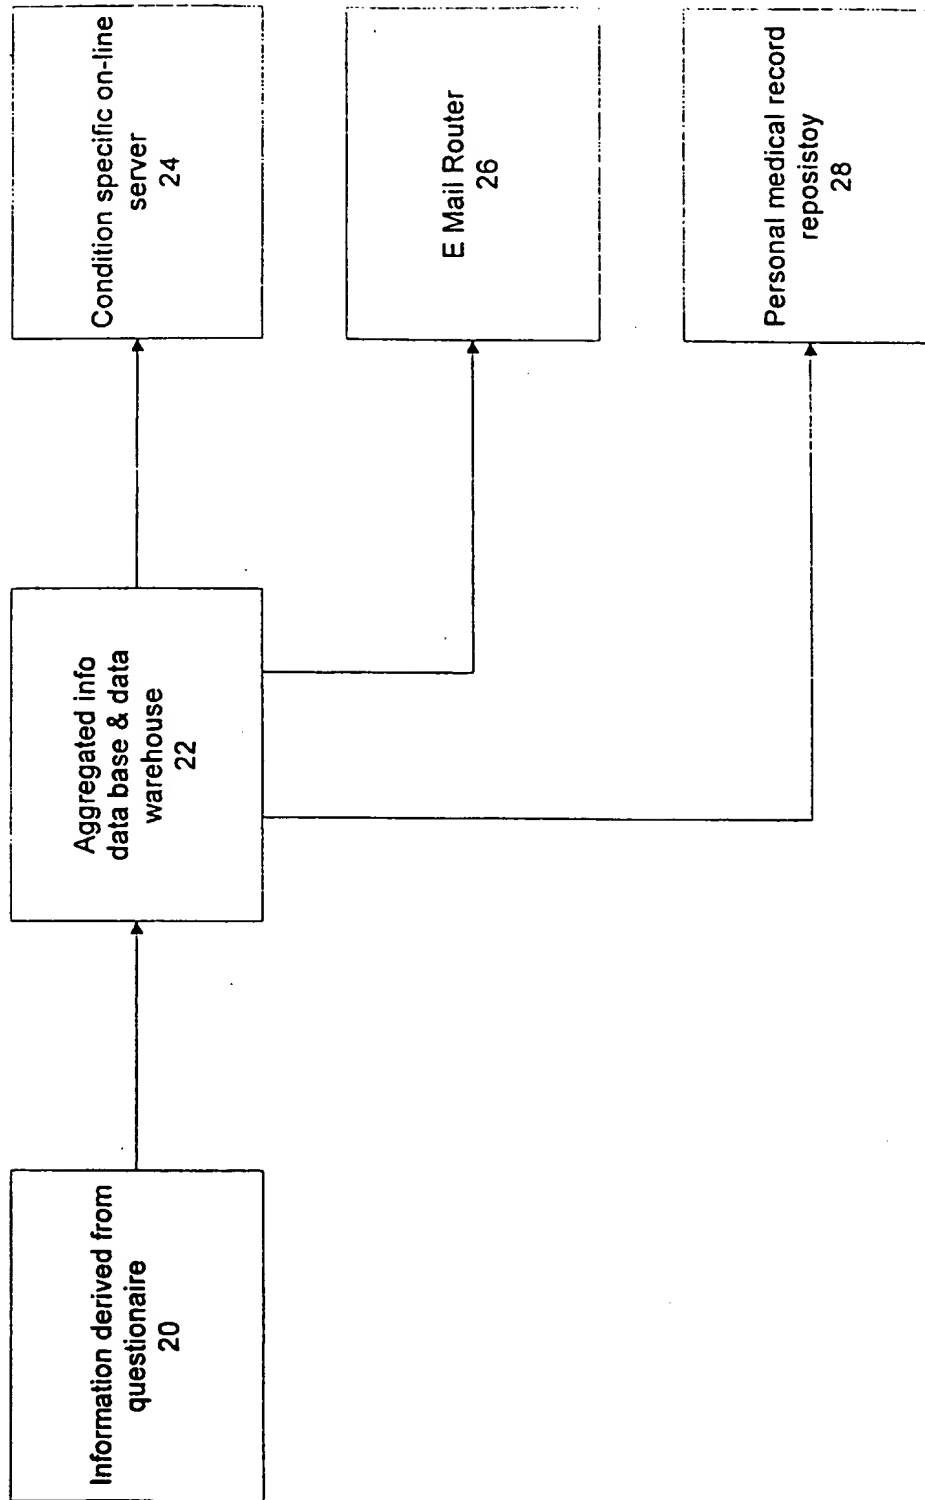 Information derived from
questionaire
20
Aggregated info
data base & data
warehouse
22
Condition specific on-line
server
24
E Mail Router
26
Personal medical record
reposistoy
28